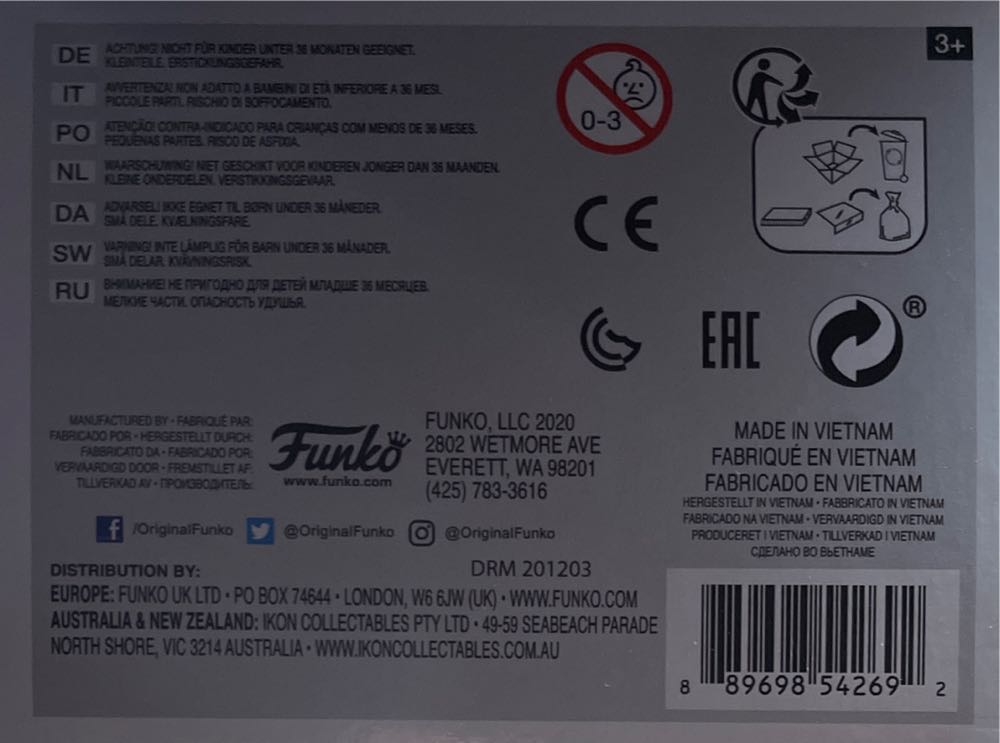 3+
DE ACHTUNG! NICHT FÜR KINDER UNTER 36 MONATEN GEEIGNET.
KLEINTEILE. ERSTICKUNGSGEFAHR.
IT AVVERTENZA! NON ADATTO A BAMBINI DI ETÀ INFERIORE A 36 MESI.
PICCOLE PARTI. RISCHIO DI SOFFOCAMENTO.
PO ATENÇÃO! CONTRA-INDICADO PARA CRIANÇAS COM MENOS DE 36 MESES.
PEQUENAS PARTES. RISCO DE ASFIXIA.
NL WAARSCHUWING! NIET GESCHIKT VOOR KINDEREN JONGER DAN 36 MAANDEN.
KLEINE ONDERDELEN. VERSTIKKINGSGEVAAR.
DA ADVARSEL! IKKE EGNET TIL BØRN UNDER 36 MÅNEDER.
SMÅ DELE. KVÆLNINGSFARE.
SW VARNING! INTE LÄMPLIG FÖR BARN UNDER 36 MÅNADER.
SMÅ DELAR. KVÄVNINGSRISK.
RU ВНИМАНИЕ! НЕ ПРИГОДНО ДЛЯ ДЕТЕЙ МЛАДШЕ 36 МЕСЯЦЕВ.
МЕЛКИЕ ЧАСТИ. ОПАСНОСТЬ УДУШЬЯ.
0-3
CE
EAC
®
MANUFACTURED BY • FABRIQUÉ PAR:
FABRICADO POR • HERGESTELLT DURCH:
FABBRICATO DA • FABRICADO POR:
VERVAARDIGD DOOR • FREMSTILLET AF:
TILLVERKAD AV • ПРОИЗВОДИТЕЛЬ:
Funko
www.funko.com
FUNKO, LLC 2020
2802 WETMORE AVE
EVERETT, WA 98201
(425) 783-3616
MADE IN VIETNAM
FABRIQUÉ EN VIETNAM
FABRICADO EN VIETNAM
HERGESTELLT IN VIETNAM • FABBRICATO IN VIETNAM
FABRICADO NA VIETNAM • VERVAARDIGD IN VIETNAM
PRODUCERET I VIETNAM • TILLVERKAD I VIETNAM
СДЕЛАНО ВО ВЬЕТНАМЕ
f /OriginalFunko @OriginalFunko @OriginalFunko
DISTRIBUTION BY: DRM 201203
EUROPE: FUNKO UK LTD • PO BOX 74644 • LONDON, W6 6JW (UK) • WWW.FUNKO.COM
AUSTRALIA & NEW ZEALAND: IKON COLLECTABLES PTY LTD • 49-59 SEABEACH PARADE
NORTH SHORE, VIC 3214 AUSTRALIA • WWW.IKONCOLLECTABLES.COM.AU
8 89698 54269 2